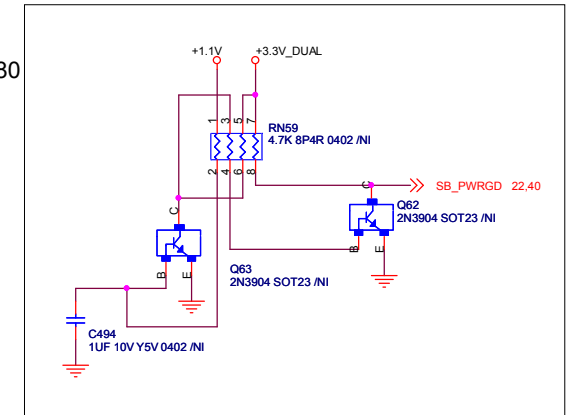 +1.1V +3.3V_DUAL
30
1 3 5 7
RN59
4.7K 8P4R 0402 /NI
2 4 6 8
C SB_PWRGD 22,40
C Q62
2N3904 SOT23 /NI
B E
B E Q63
2N3904 SOT23 /NI
C494
1UF 10V Y5V 0402 /NI